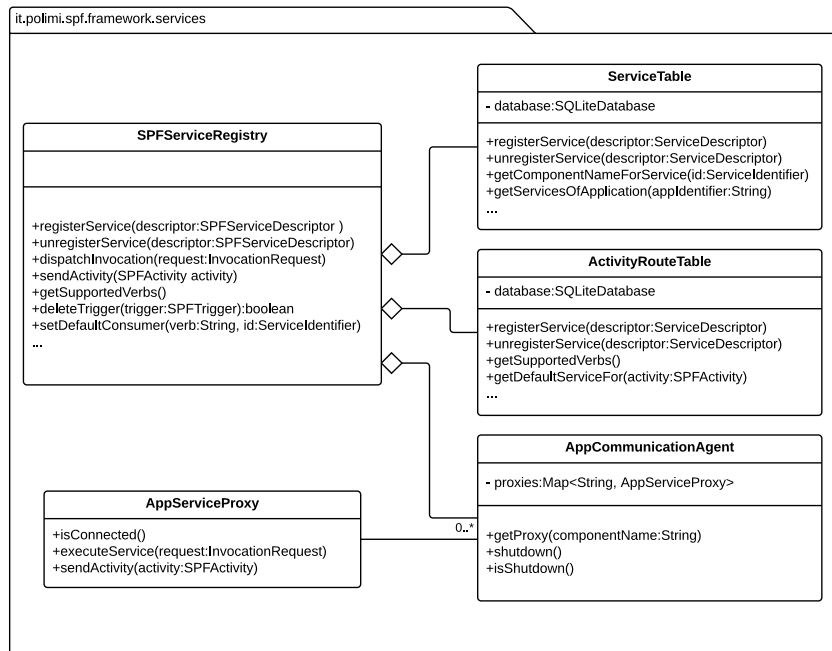 it.polimi.spf.framework.services
SPFServiceRegistry
+registerService(descriptor:SPFServiceDescriptor )
+unregisterService(descriptor:SPFServiceDescriptor)
+dispatchInvocation(request:InvocationRequest)
+sendActivity(SPFActivity activity)
+getSupportedVerbs()
+deleteTrigger(trigger:SPFTrigger):boolean
+setDefaultConsumer(verb:String, id:ServiceIdentifier)
...
ServiceTable
- database:SQLiteDatabase
+registerService(descriptor:ServiceDescriptor)
+unregisterService(descriptor:ServiceDescriptor)
+getComponentNameForService(id:ServiceIdentifier)
+getServicesOfApplication(appIdentifier:String)
...
ActivityRouteTable
- database:SQLiteDatabase
+registerService(descriptor:ServiceDescriptor)
+unregisterService(descriptor:ServiceDescriptor)
+getSupportedVerbs()
+getDefaultServiceFor(activity:SPFActivity)
...
AppCommunicationAgent
- proxies:Map<String, AppServiceProxy>
+getProxy(componentName:String)
+shutdown()
+isShutdown()
0..*
AppServiceProxy
+isConnected()
+executeService(request:InvocationRequest)
+sendActivity(activity:SPFActivity)